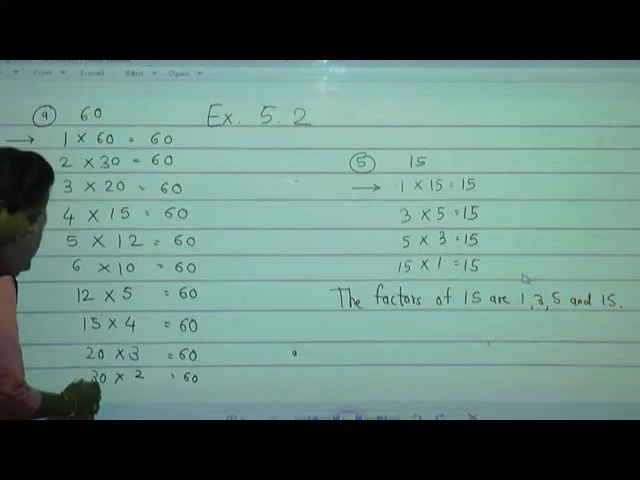 Print E-mail Burn Open
Ex. 5.2
9 60
1 × 60 = 60
2 × 30 = 60
3 × 20 = 60
4 × 15 = 60
5 × 12 = 60
6 × 10 = 60
12 × 5 = 60
15 × 4 = 60
20 × 3 = 60
30 × 2 = 60
5 15
1 × 15 = 15
3 × 5 = 15
5 × 3 = 15
15 × 1 = 15
The factors of 15 are 1, 3, 5 and 15.